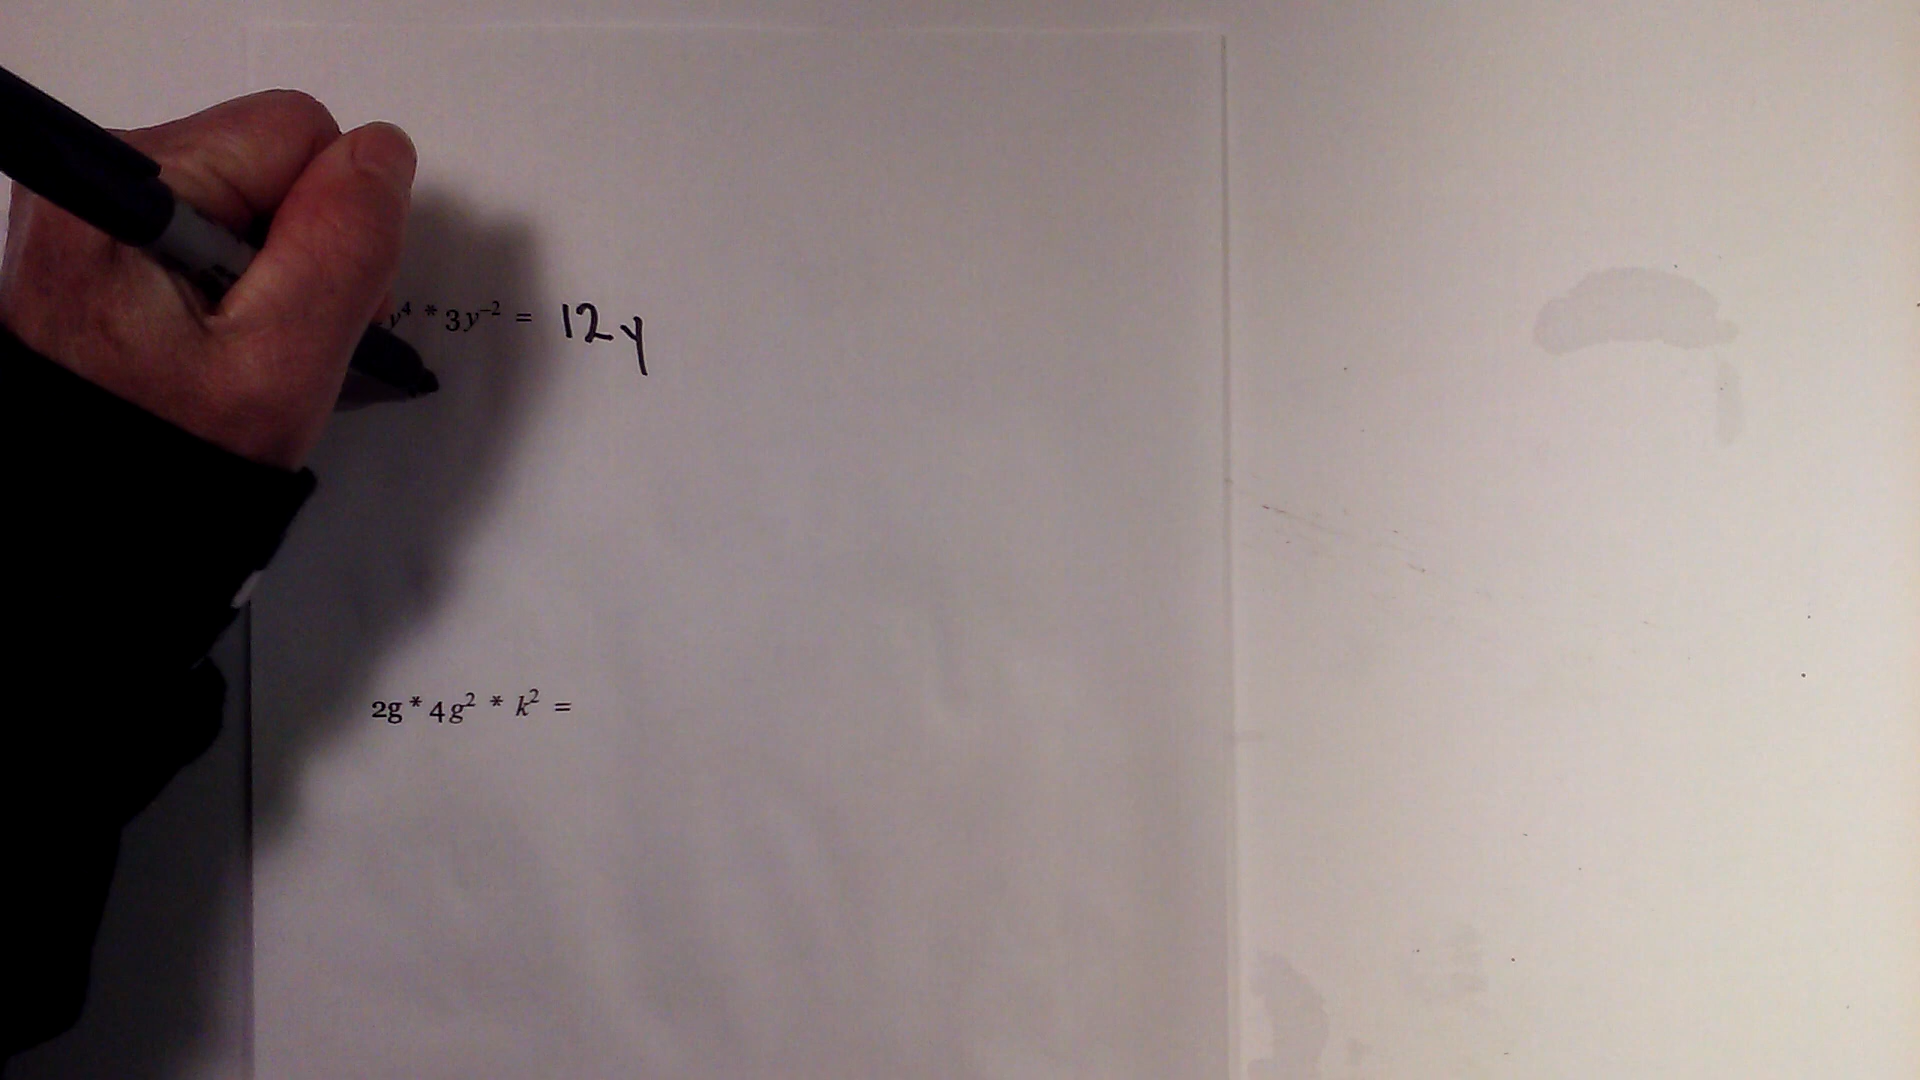 y⁴ * 3y⁻² = 12y
2g * 4g² * k² =